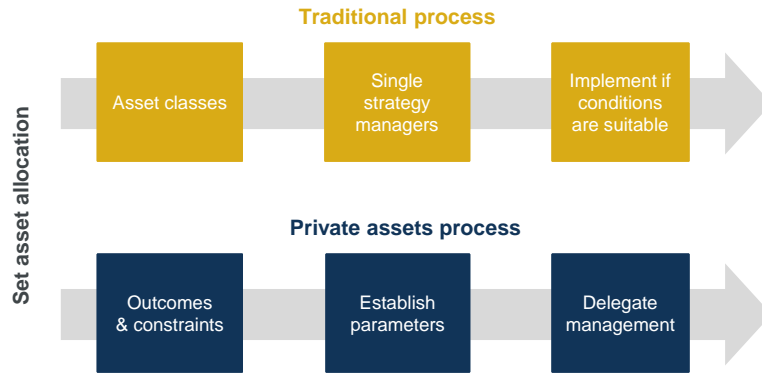 Traditional process
Asset classes
Single
strategy
managers
Implement if
conditions
are suitable
Set asset allocation
Private assets process
Outcomes
& constraints
Establish
parameters
Delegate
management